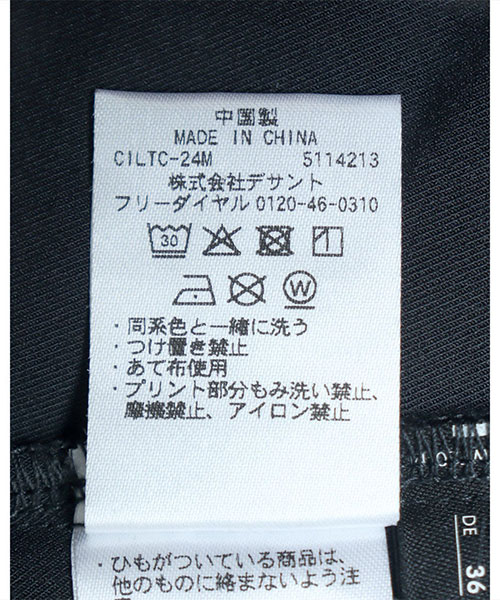 中国製
MADE IN CHINA
CILTC-24M 5114213
株式会社デサント
フリーダイヤル 0120-46-0310
30
W
・同系色と一緒に洗う
・つけ置き禁止
・あて布使用
・プリント部分もみ洗い禁止、
摩擦禁止、アイロン禁止
・ひもがついている商品は、
他のものに絡まないよう注
DE 36